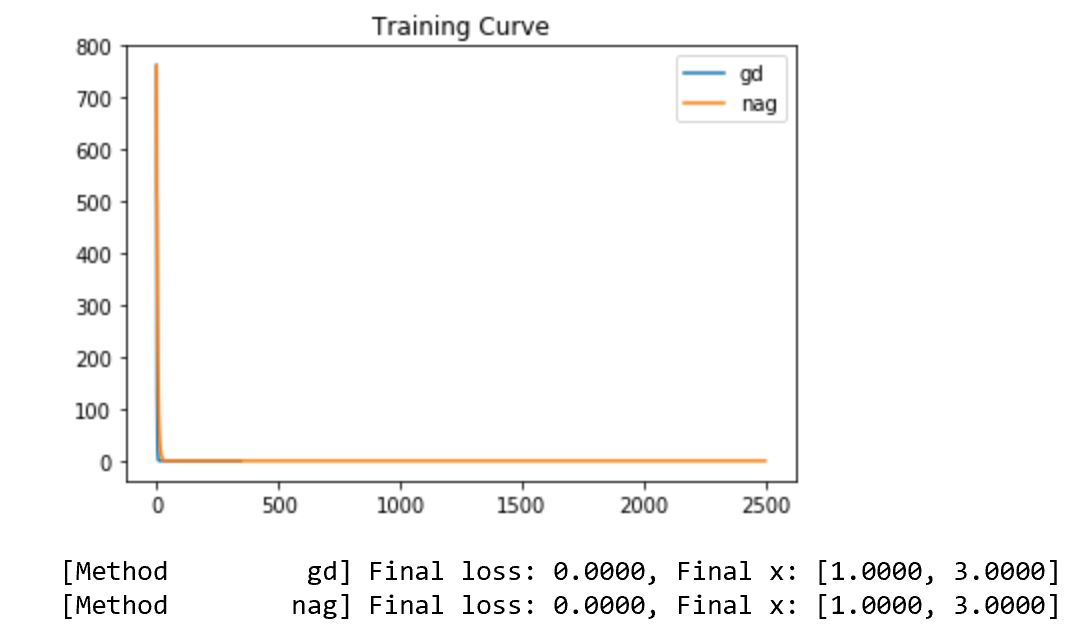 Training Curve
800
700
600
500
400
300
200
100
0
gd
nag
0 500 1000 1500 2000 2500
[Method gd] Final loss: 0.0000, Final x: [1.0000, 3.0000]
[Method nag] Final loss: 0.0000, Final x: [1.0000, 3.0000]